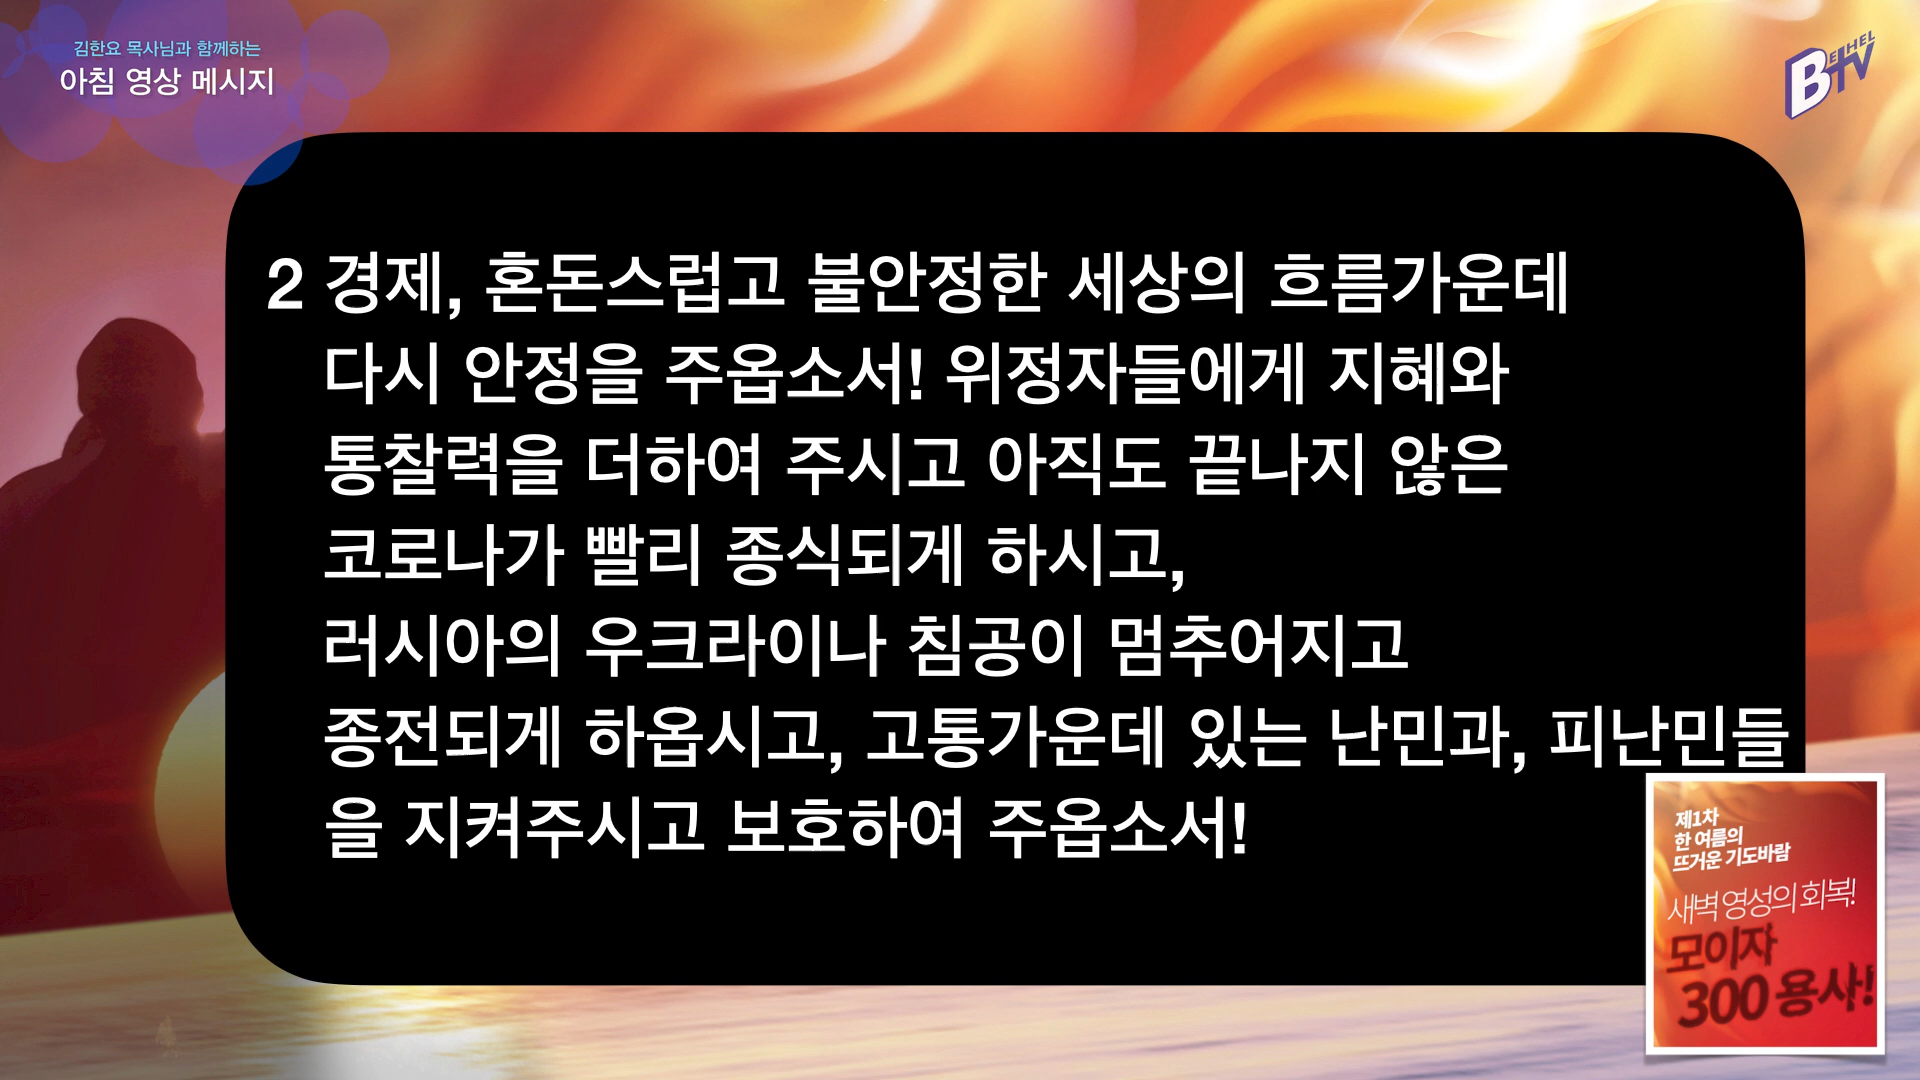 김한요 목사님과 함께하는
아침 영상 메시지
BETHEL
BTV
2 경제, 혼돈스럽고 불안정한 세상의 흐름가운데
다시 안정을 주옵소서! 위정자들에게 지혜와
통찰력을 더하여 주시고 아직도 끝나지 않은
코로나가 빨리 종식되게 하시고,
러시아의 우크라이나 침공이 멈추어지고
종전되게 하옵시고, 고통가운데 있는 난민과, 피난민들
을 지켜주시고 보호하여 주옵소서!
제1차
한 여름의
뜨거운 기도바람
새벽 영성의 회복!
모이자
300 용사!